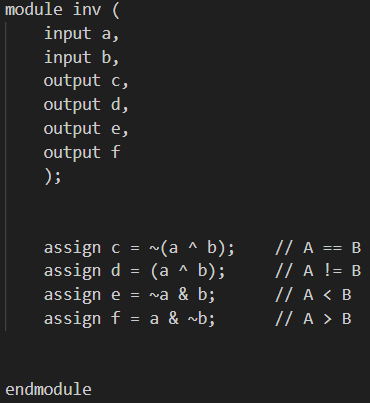 module inv (
    input a,
    input b,
    output c,
    output d,
    output e,
    output f
    );
    assign c = ~(a ^ b);    // A == B
    assign d = (a ^ b);     // A != B
    assign e = ~a & b;      // A < B
    assign f = a & ~b;      // A > B
endmodule